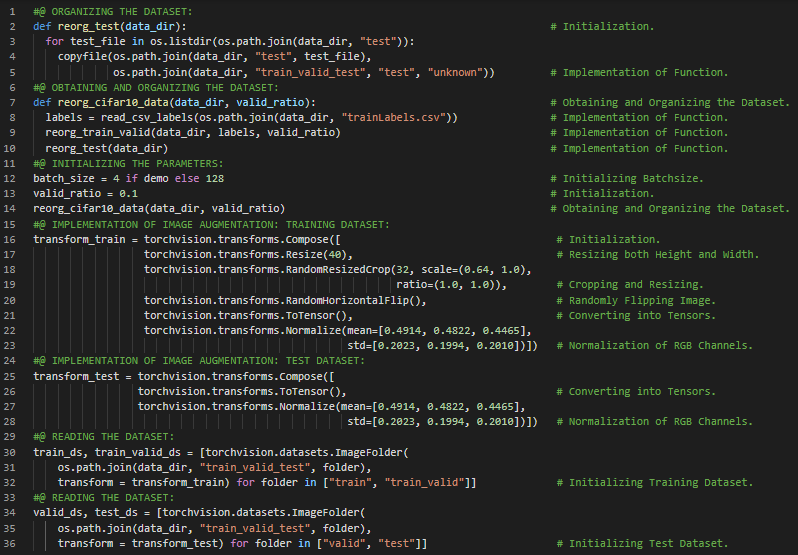 1 #@ ORGANIZING THE DATASET:
2 def reorg_test(data_dir): # Initialization.
3 for test_file in os.listdir(os.path.join(data_dir, "test")):
4 copyfile(os.path.join(data_dir, "test", test_file),
5 os.path.join(data_dir, "train_valid_test", "test", "unknown")) # Implementation of Function.
6 #@ OBTAINING AND ORGANIZING THE DATASET:
7 def reorg_cifar10_data(data_dir, valid_ratio): # Obtaining and Organizing the Dataset.
8 labels = read_csv_labels(os.path.join(data_dir, "trainLabels.csv")) # Implementation of Function.
9 reorg_train_valid(data_dir, labels, valid_ratio) # Implementation of Function.
10 reorg_test(data_dir) # Implementation of Function.
11 #@ INITIALIZING THE PARAMETERS:
12 batch_size = 4 if demo else 128 # Initializing Batchsize.
13 valid_ratio = 0.1 # Initialization.
14 reorg_cifar10_data(data_dir, valid_ratio) # Obtaining and Organizing the Dataset.
15 #@ IMPLEMENTATION OF IMAGE AUGMENTATION: TRAINING DATASET:
16 transform_train = torchvision.transforms.Compose([ # Initialization.
17 torchvision.transforms.Resize(40), # Resizing both Height and Width.
18 torchvision.transforms.RandomResizedCrop(32, scale=(0.64, 1.0),
19 ratio=(1.0, 1.0)), # Cropping and Resizing.
20 torchvision.transforms.RandomHorizontalFlip(), # Randomly Flipping Image.
21 torchvision.transforms.ToTensor(), # Converting into Tensors.
22 torchvision.transforms.Normalize(mean=[0.4914, 0.4822, 0.4465],
23 std=[0.2023, 0.1994, 0.2010])]) # Normalization of RGB Channels.
24 #@ IMPLEMENTATION OF IMAGE AUGMENTATION: TEST DATASET:
25 transform_test = torchvision.transforms.Compose([
26 torchvision.transforms.ToTensor(), # Converting into Tensors.
27 torchvision.transforms.Normalize(mean=[0.4914, 0.4822, 0.4465],
28 std=[0.2023, 0.1994, 0.2010])]) # Normalization of RGB Channels.
29 #@ READING THE DATASET:
30 train_ds, train_valid_ds = [torchvision.datasets.ImageFolder(
31 os.path.join(data_dir, "train_valid_test", folder),
32 transform = transform_train) for folder in ["train", "train_valid"]] # Initializing Training Dataset.
33 #@ READING THE DATASET:
34 valid_ds, test_ds = [torchvision.datasets.ImageFolder(
35 os.path.join(data_dir, "train_valid_test", folder),
36 transform = transform_test) for folder in ["valid", "test"]] # Initializing Test Dataset.